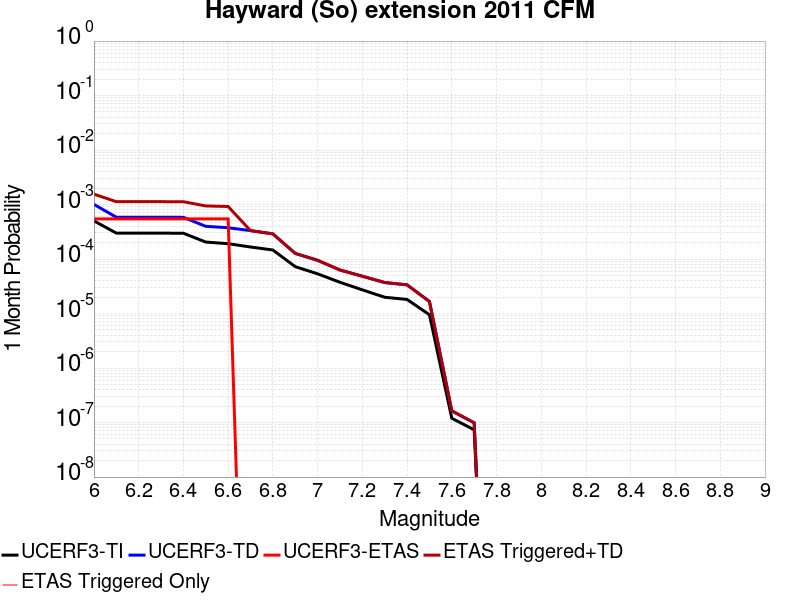 Hayward (So) extension 2011 CFM
10^0
10^-1
10^-2
10^-3
10^-4
10^-5
10^-6
10^-7
10^-8
1 Month Probability
6 6.2 6.4 6.6 6.8 7 7.2 7.4 7.6 7.8 8 8.2 8.4 8.6 8.8 9
Magnitude
UCERF3-TI UCERF3-TD UCERF3-ETAS ETAS Triggered+TD
ETAS Triggered Only